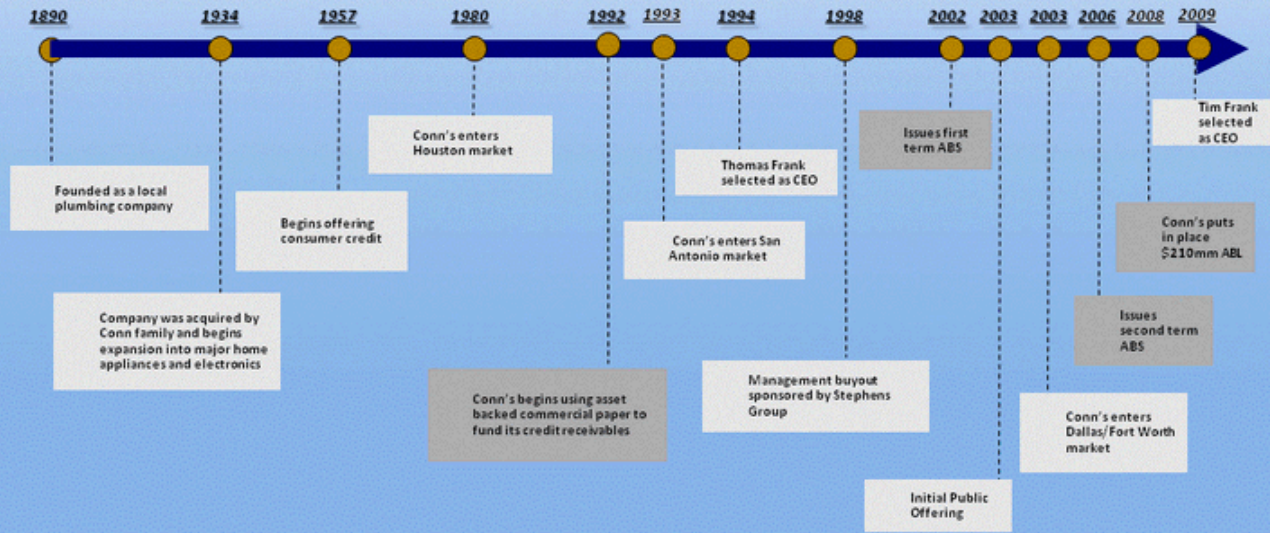 1890
1934
1957
1980
1992
1993
1994
1998
2002
2003
2003
2006
2008
2009
Founded as a local
plumbing company
Company was acquired by
Conn family and begins
expansion into major home
appliances and electronics
Begins offering
consumer credit
Conn's enters
Houston market
Conn's begins using asset
backed commercial paper to
fund its credit receivables
Conn's enters San
Antonio market
Thomas Frank
selected as CEO
Management buyout
sponsored by Stephens
Group
Issues first
term ABS
Initial Public
Offering
Conn's enters
Dallas/Fort Worth
market
Issues
second term
ABS
Conn's puts
in place
$210mm ABL
Tim Frank
selected
as CEO